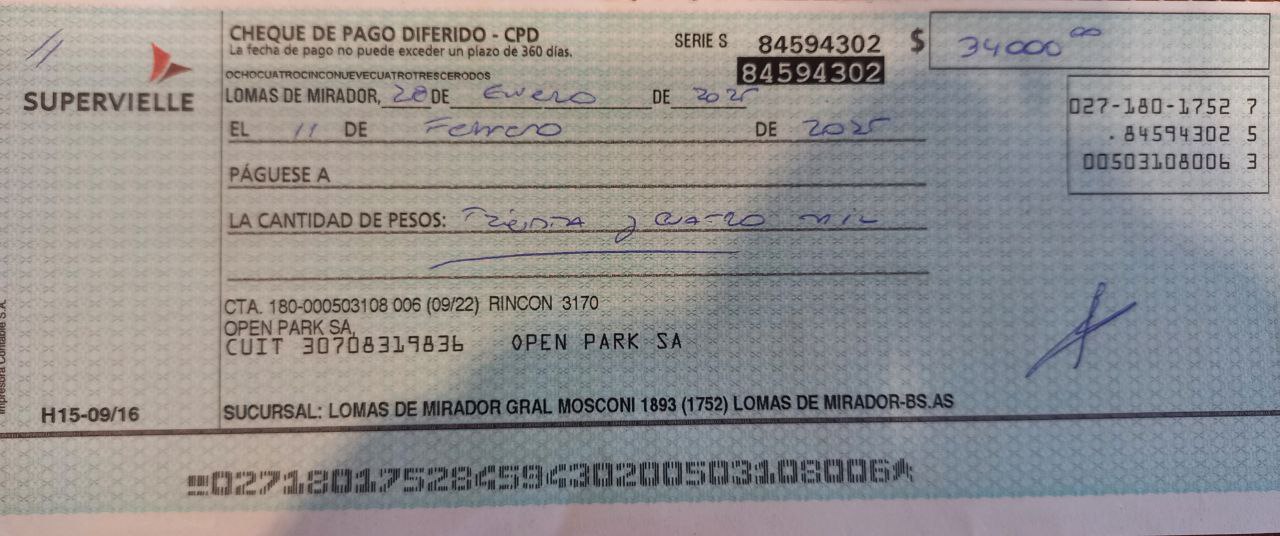 11
SUPERVIELLE
CHEQUE DE PAGO DIFERIDO - CPD
La fecha de pago no puede exceder un plazo de 360 días.
SERIE S 84594302 $ 34000 00
84594302
OCHOCUATROCINCONUEVECUATROTRESCERODOS
LOMAS DE MIRADOR, 28 DE Enero DE 2025
EL 11 DE Febrero DE 2025
027-180-1752 7
. 84594302 5
00503108006 3
PÁGUESE A
LA CANTIDAD DE PESOS: Treinta y cuatro mil
CTA. 180-000503108 006 (09/22) RINCON 3170
OPEN PARK SA,
CUIT 30708319836 OPEN PARK SA
Impresora Contable S.A.
H15-09/16
SUCURSAL: LOMAS DE MIRADOR GRAL MOSCONI 1893 (1752) LOMAS DE MIRADOR-BS.AS
02718017528459430200503108006